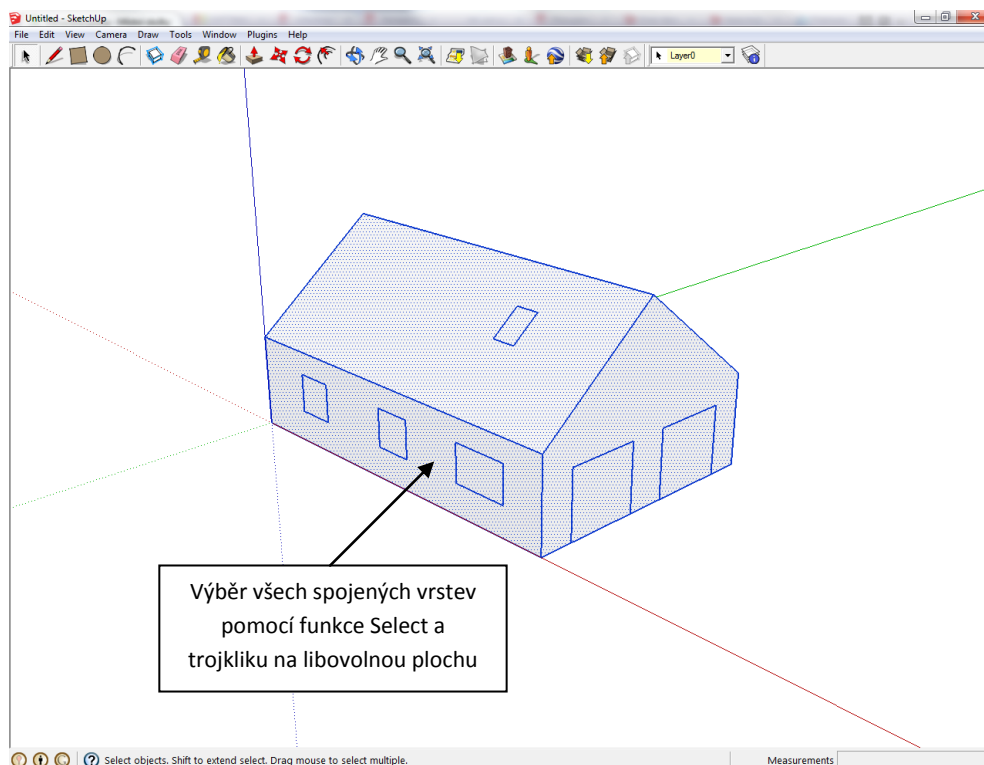 Untitled - SketchUp
File Edit View Camera Draw Tools Window Plugins Help
Layer0
Výběr všech spojených vrstev
pomocí funkce Select a
trojkliku na libovolnou plochu
Select objects. Shift to extend select. Drag mouse to select multiple.
Measurements